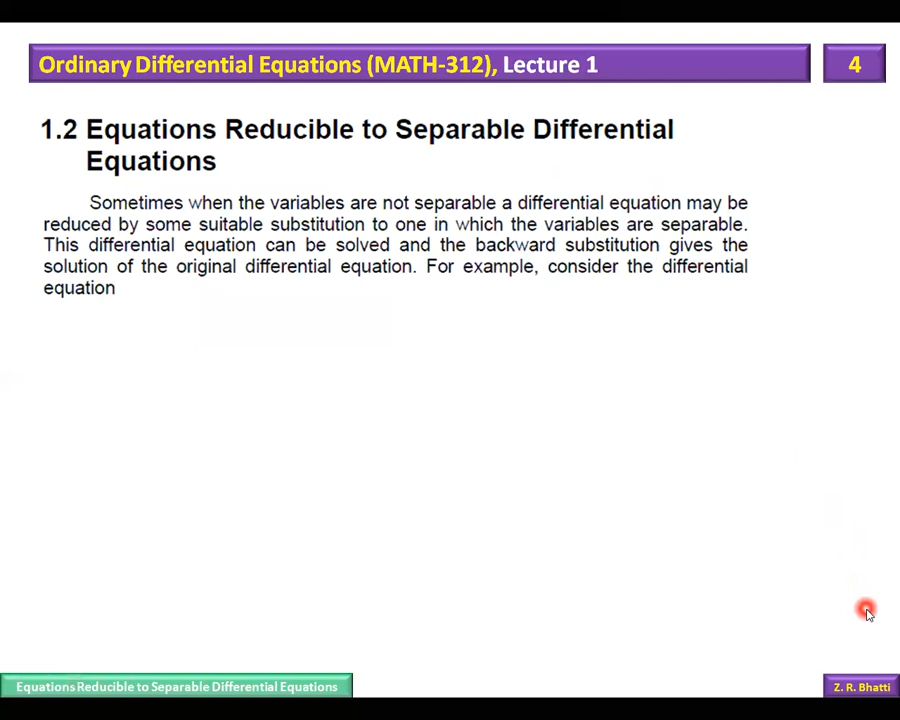 Ordinary Differential Equations (MATH-312), Lecture 1
4
1.2 Equations Reducible to Separable Differential
Equations
Sometimes when the variables are not separable a differential equation may be
reduced by some suitable substitution to one in which the variables are separable.
This differential equation can be solved and the backward substitution gives the
solution of the original differential equation. For example, consider the differential
equation
Equations Reducible to Separable Differential Equations
Z. R. Bhatti